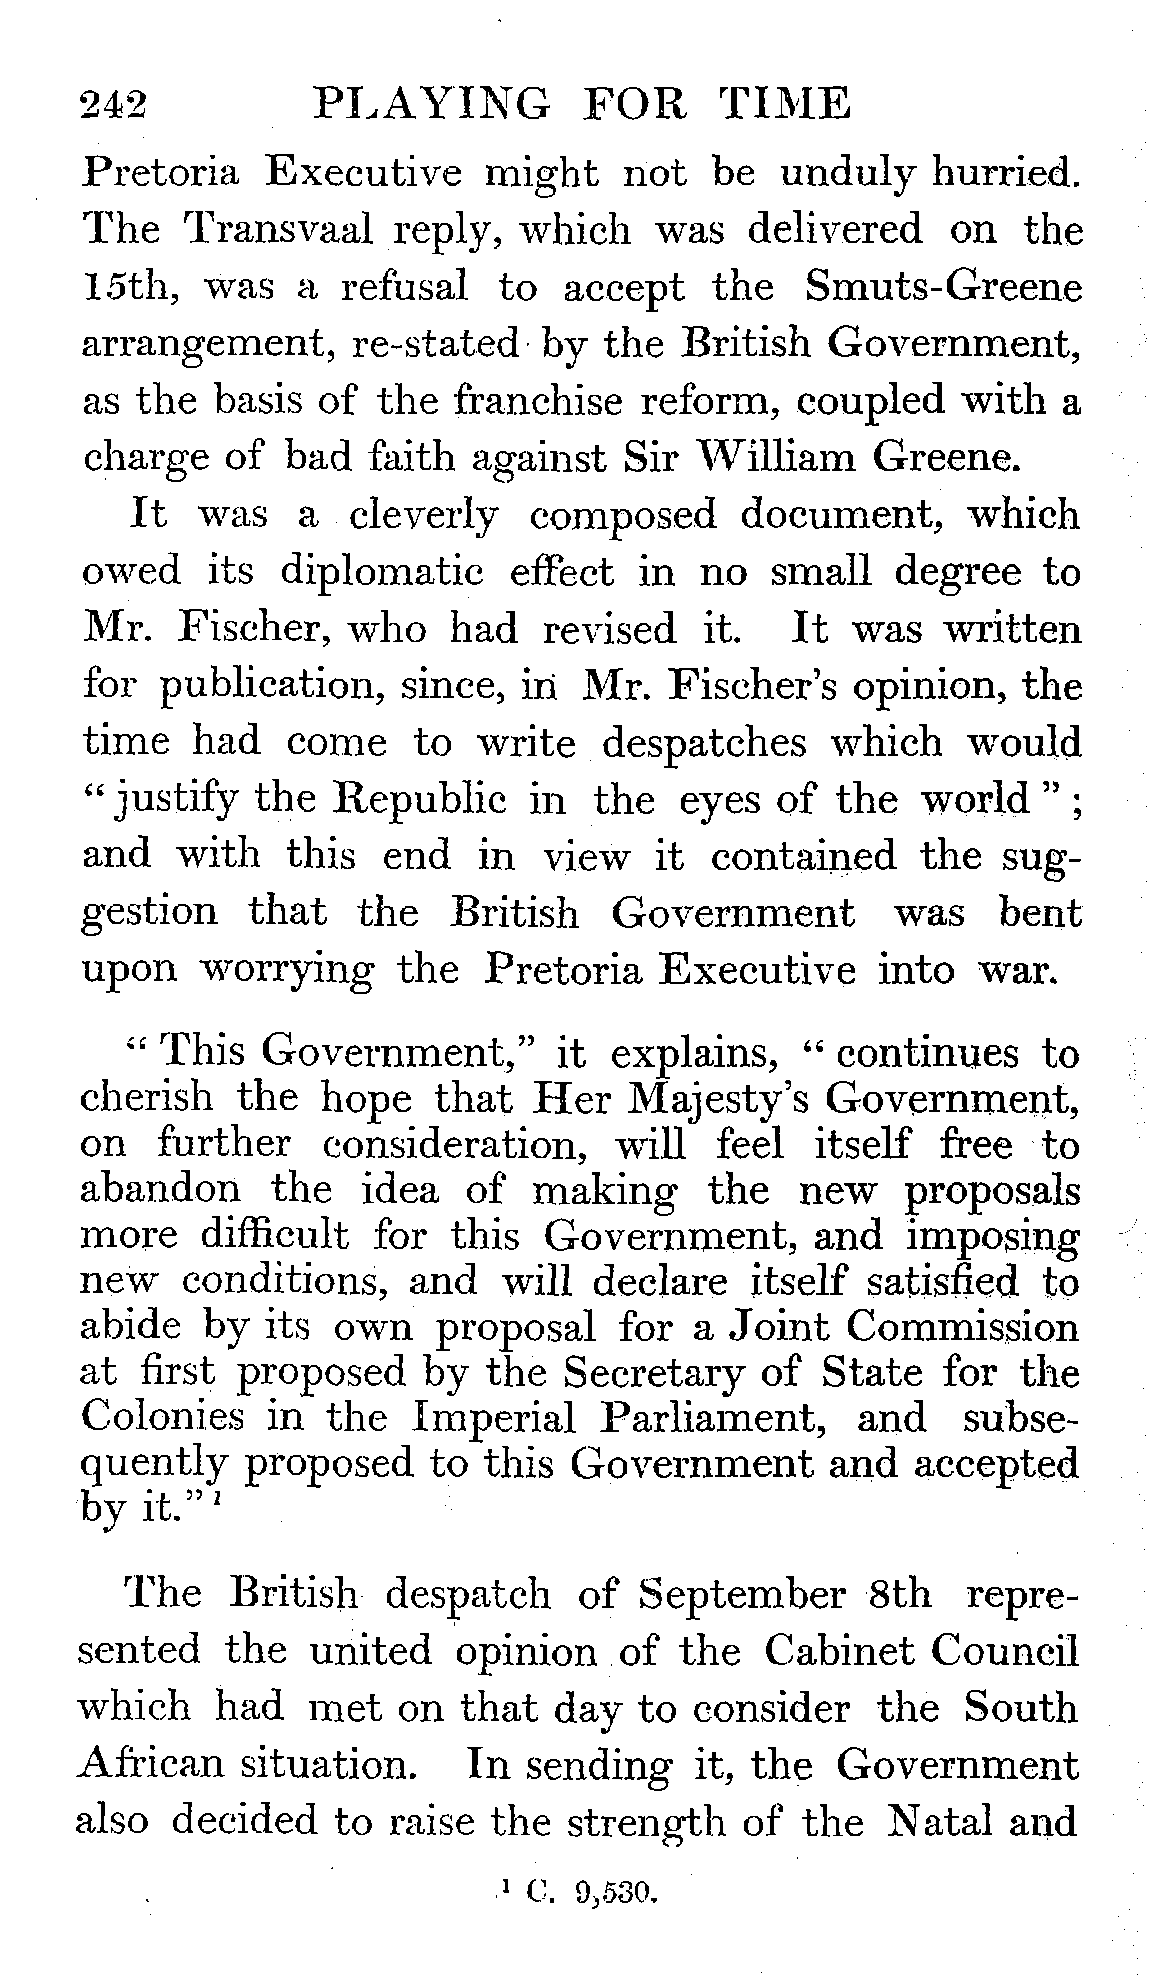 242 PLAYING FOR TIME
Pretoria Executive might not be unduly hurried.
The Transvaal reply, which was delivered on the
15th, was a refusal to accept the Smuts-Greene
arrangement, re-stated by the British Government,
as the basis of the franchise reform, coupled with a
charge of bad faith against Sir William Greene.
It was a cleverly composed document, which
owed its diplomatic effect in no small degree to
Mr. Fischer, who had revised it. It was written
for publication, since, in Mr. Fischer's opinion, the
time had come to write despatches which would
“ justify the Republic in the eyes of the world ” ;
and with this end in view it contained the sug-
gestion that the British Government was bent
upon worrying the Pretoria Executive into war.
“ This Government,” it explains, “ continues to
cherish the hope that Her Majesty's Government,
on further consideration, will feel itself free to
abandon the idea of making the new proposals
more difficult for this Government, and imposing
new conditions, and will declare itself satisfied to
abide by its own proposal for a Joint Commission
at first proposed by the Secretary of State for the
Colonies in the Imperial Parliament, and subse-
quently proposed to this Government and accepted
by it.” ¹
The British despatch of September 8th repre-
sented the united opinion of the Cabinet Council
which had met on that day to consider the South
African situation. In sending it, the Government
also decided to raise the strength of the Natal and
¹ C. 9,530.